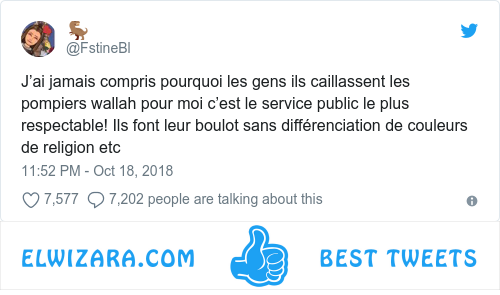 @FstineBl
J’ai jamais compris pourquoi les gens ils caillassent les
pompiers wallah pour moi c’est le service public le plus
respectable! Ils font leur boulot sans différenciation de couleurs
de religion etc
11:52 PM - Oct 18, 2018
7,577 7,202 people are talking about this
ELWIZARA.COM BEST TWEETS